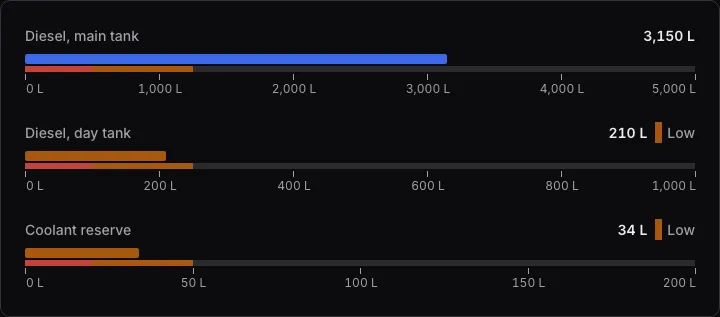 Diesel, main tank 3,150 L
0 L 1,000 L 2,000 L 3,000 L 4,000 L 5,000 L
Diesel, day tank 210 L Low
0 L 200 L 400 L 600 L 800 L 1,000 L
Coolant reserve 34 L Low
0 L 50 L 100 L 150 L 200 L